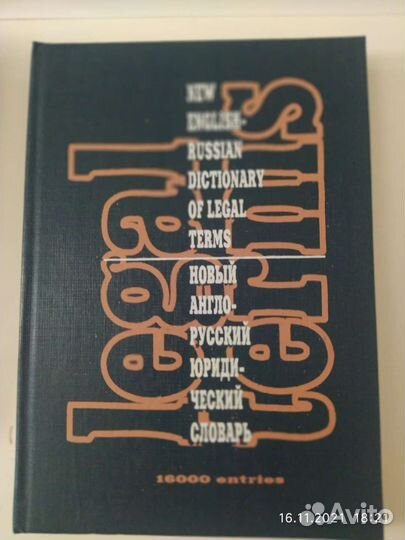 legal
terms
NEW
ENGLISH-
RUSSIAN
DICTIONARY
OF LEGAL
TERMS
НОВЫЙ
АНГЛО-
РУССКИЙ
ЮРИДИ-
ЧЕСКИЙ
СЛОВАРЬ
16000 entries
16.11.2021 18:21
Avito